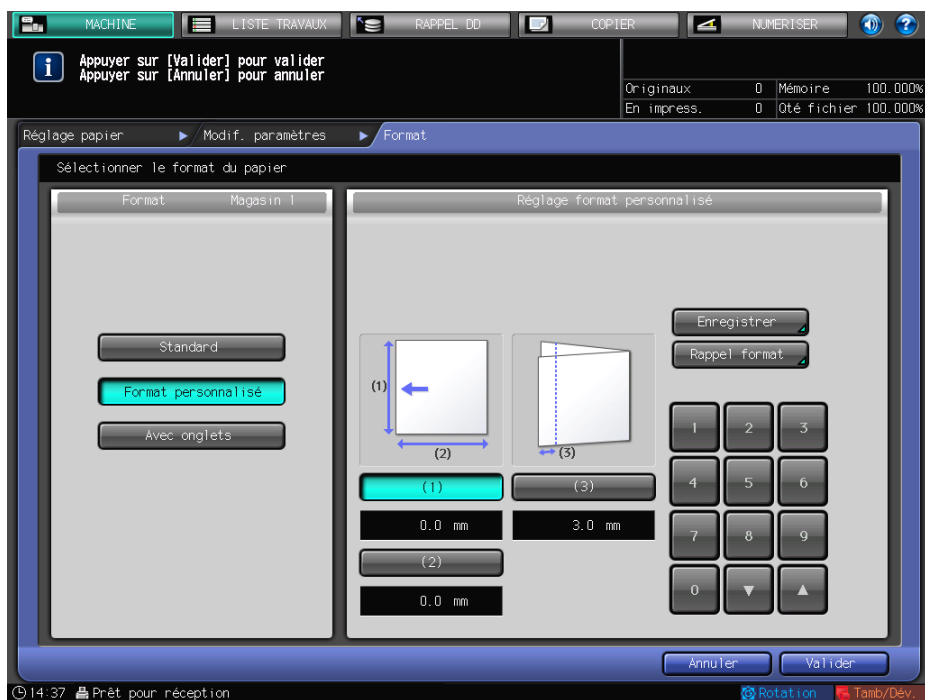 MACHINE LISTE TRAVAUX RAPPEL DD COPIER NUMERISER
Appuyer sur [Valider] pour valider
Appuyer sur [Annuler] pour annuler
Originaux 0 Mémoire 100.000%
En impress. 0 Qté fichier 100.000%
Réglage papier Modif. paramètres Format
Sélectionner le format du papier
Format Magasin 1
Réglage format personnalisé
Standard
Format personnalisé
Avec onglets
(1)
(2)
(3)
(1)
0.0 mm
(2)
0.0 mm
(3)
3.0 mm
Enregistrer
Rappel format
1 2 3
4 5 6
7 8 9
0 ▼ ▲
Annuler Valider
14:37 Prêt pour réception Rotation Tamb/Dév.